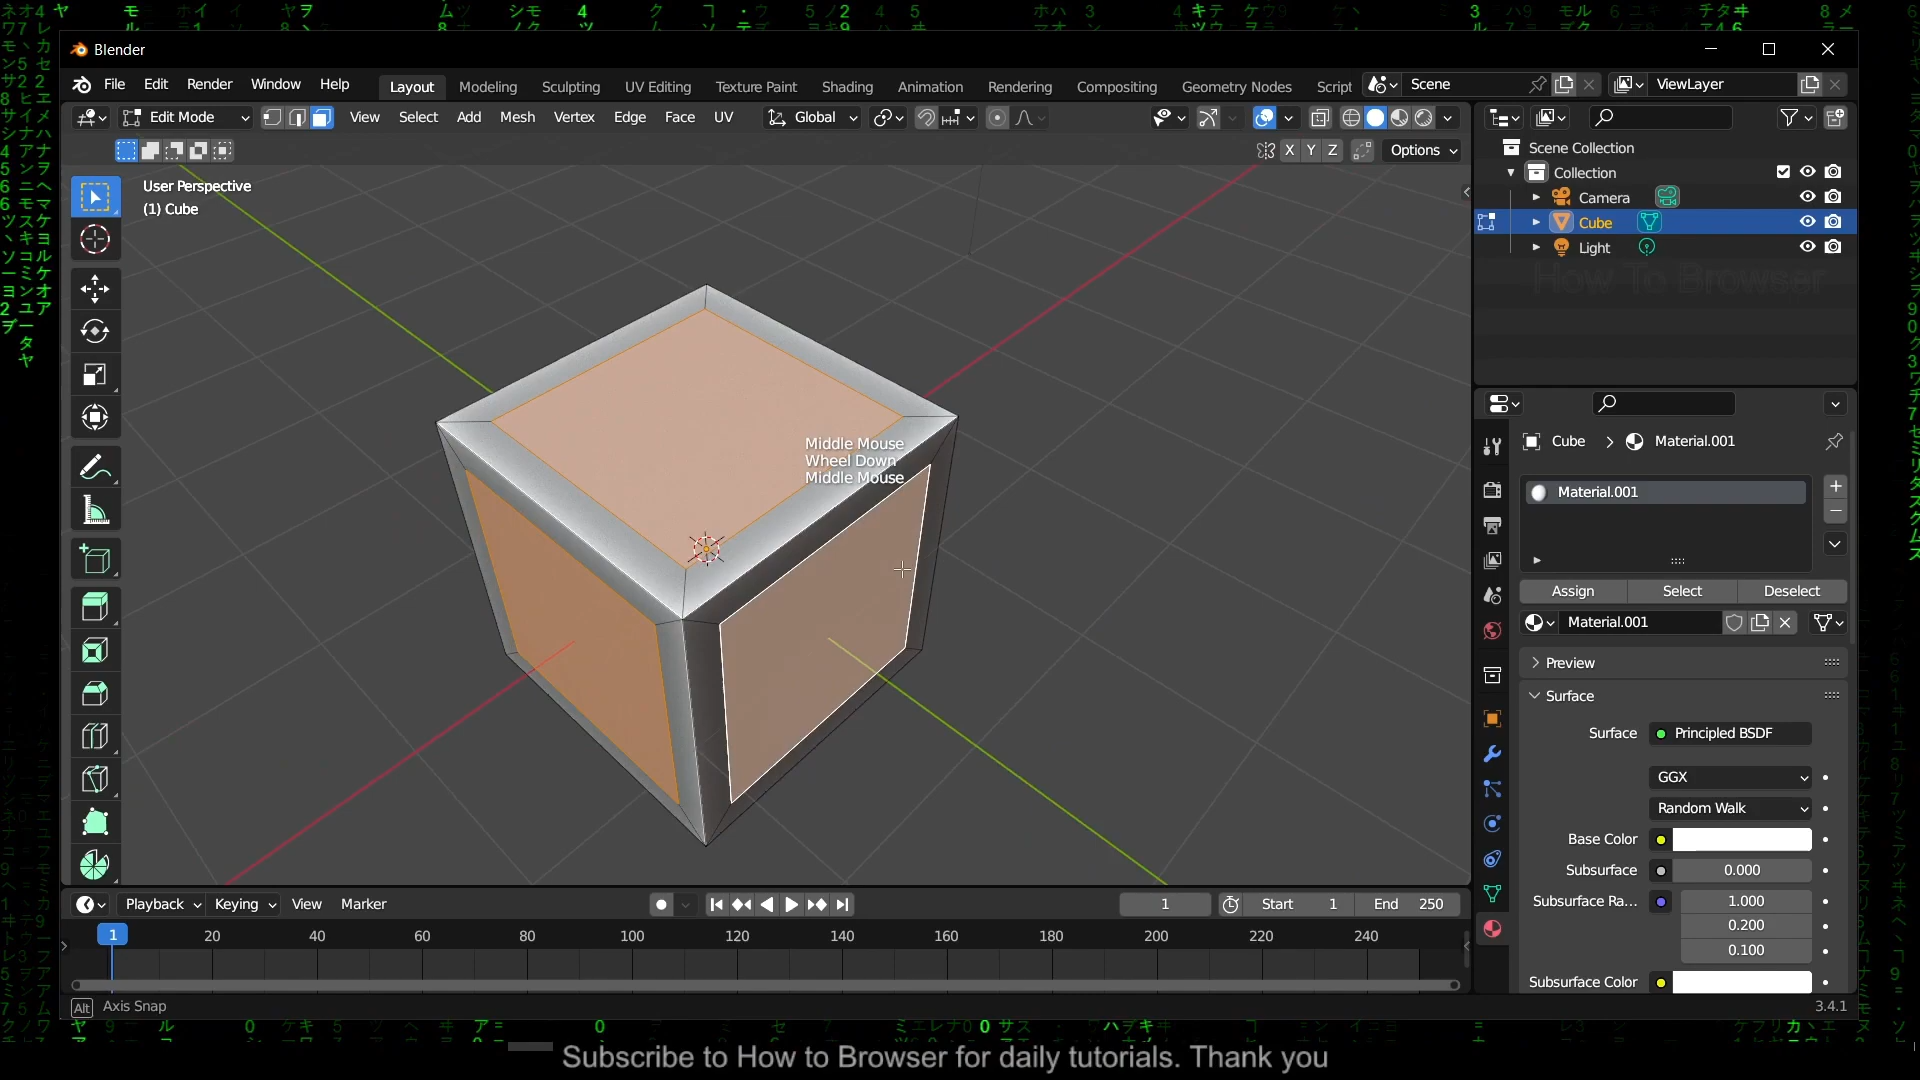 Blender
File Edit Render Window Help Layout Modeling Sculpting UV Editing Texture Paint Shading Animation Rendering Compositing Geometry Nodes Script Scene ViewLayer
Edit Mode View Select Add Mesh Vertex Edge Face UV Global
X Y Z Options
User Perspective
(1) Cube
Scene Collection
Collection
Camera
Cube
Light
How To Browser
Middle Mouse
Wheel Down
Middle Mouse
Cube > Material.001
Material.001
Assign Select Deselect
Material.001
Preview
Surface
Surface Principled BSDF
GGX
Random Walk
Base Color
Subsurface 0.000
Subsurface Ra... 1.000
0.200
0.100
Subsurface Color
Playback Keying View Marker 1 Start 1 End 250
1 20 40 60 80 100 120 140 160 180 200 220 240
Alt Axis Snap
3.4.1
Subscribe to How to Browser for daily tutorials. Thank you